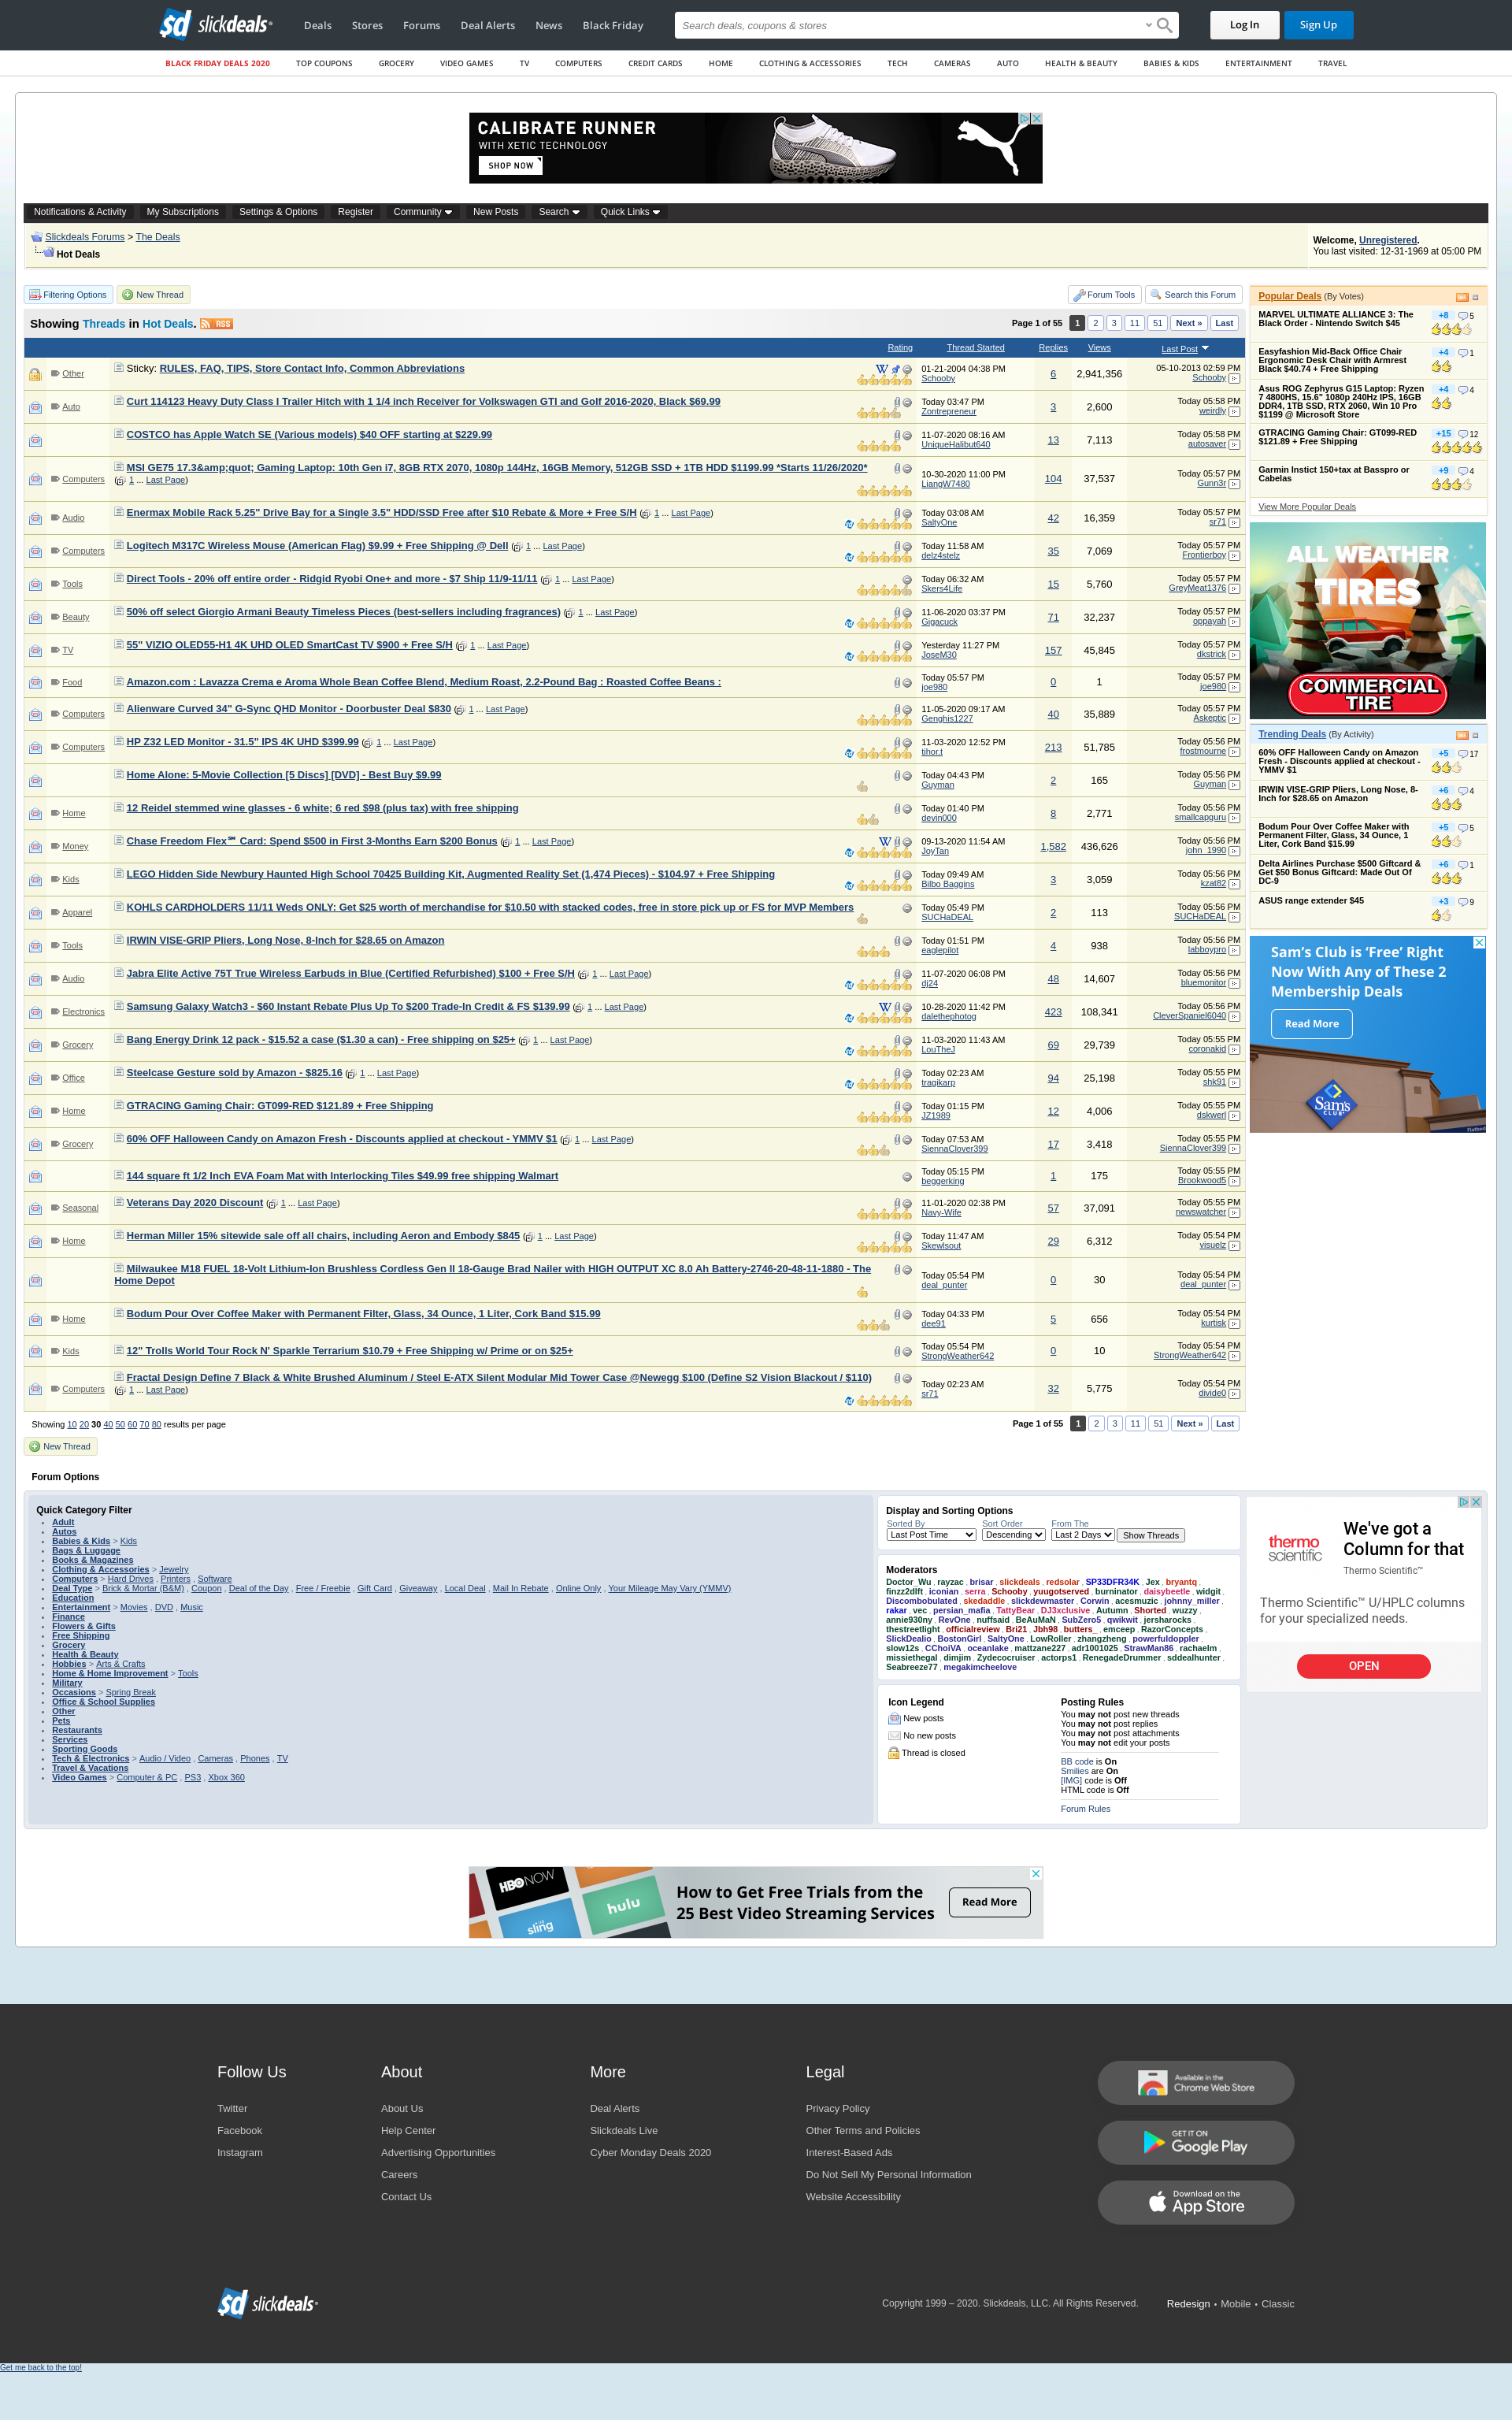 slickdeals
Deals Stores Forums Deal Alerts News Black Friday
Search deals, coupons & stores
Log In Sign Up
BLACK FRIDAY DEALS 2020 TOP COUPONS GROCERY VIDEO GAMES TV COMPUTERS CREDIT CARDS HOME CLOTHING & ACCESSORIES TECH CAMERAS AUTO HEALTH & BEAUTY BABIES & KIDS ENTERTAINMENT TRAVEL
CALIBRATE RUNNER
WITH XETIC TECHNOLOGY
SHOP NOW
Notifications & Activity My Subscriptions Settings & Options Register Community New Posts Search Quick Links
Slickdeals Forums > The Deals
Hot Deals
Welcome, Unregistered.
You last visited: 12-31-1969 at 05:00 PM
Filtering Options New Thread Forum Tools Search this Forum
Showing Threads in Hot Deals. RSS
Page 1 of 55 1 2 3 11 51 Next » Last
Rating Thread Started Replies Views Last Post
Other Sticky: RULES, FAQ, TIPS, Store Contact Info, Common Abbreviations 01-21-2004 04:38 PM Schooby 6 2,941,356 05-10-2013 02:59 PM Schooby
Auto Curt 114123 Heavy Duty Class I Trailer Hitch with 1 1/4 inch Receiver for Volkswagen GTI and Golf 2016-2020, Black $69.99 Today 03:47 PM Zontrepreneur 3 2,600 Today 05:58 PM weirdly
COSTCO has Apple Watch SE (Various models) $40 OFF starting at $229.99 11-07-2020 08:16 AM UniqueHalibut640 13 7,113 Today 05:58 PM autosaver
Computers MSI GE75 17.3&amp;quot; Gaming Laptop: 10th Gen i7, 8GB RTX 2070, 1080p 144Hz, 16GB Memory, 512GB SSD + 1TB HDD $1199.99 *Starts 11/26/2020* ( 1 ... Last Page) 10-30-2020 11:00 PM LiangW7480 104 37,537 Today 05:57 PM Gunn3r
Audio Enermax Mobile Rack 5.25" Drive Bay for a Single 3.5" HDD/SSD Free after $10 Rebate & More + Free S/H ( 1 ... Last Page) Today 03:08 AM SaltyOne 42 16,359 Today 05:57 PM sr71
Computers Logitech M317C Wireless Mouse (American Flag) $9.99 + Free Shipping @ Dell ( 1 ... Last Page) Today 11:58 AM delz4stelz 35 7,069 Today 05:57 PM Frontierboy
Tools Direct Tools - 20% off entire order - Ridgid Ryobi One+ and more - $7 Ship 11/9-11/11 ( 1 ... Last Page) Today 06:32 AM Skers4Life 15 5,760 Today 05:57 PM GreyMeat1376
Beauty 50% off select Giorgio Armani Beauty Timeless Pieces (best-sellers including fragrances) ( 1 ... Last Page) 11-06-2020 03:37 PM Gigacuck 71 32,237 Today 05:57 PM oppayah
TV 55" VIZIO OLED55-H1 4K UHD OLED SmartCast TV $900 + Free S/H ( 1 ... Last Page) Yesterday 11:27 PM JoseM30 157 45,845 Today 05:57 PM dkstrick
Food Amazon.com : Lavazza Crema e Aroma Whole Bean Coffee Blend, Medium Roast, 2.2-Pound Bag : Roasted Coffee Beans : Today 05:57 PM joe980 0 1 Today 05:57 PM joe980
Computers Alienware Curved 34" G-Sync QHD Monitor - Doorbuster Deal $830 ( 1 ... Last Page) 11-05-2020 09:17 AM Genghis1227 40 35,889 Today 05:57 PM Askeptic
Computers HP Z32 LED Monitor - 31.5" IPS 4K UHD $399.99 ( 1 ... Last Page) 11-03-2020 12:52 PM tihor.t 213 51,785 Today 05:56 PM frostmourne
Home Alone: 5-Movie Collection [5 Discs] [DVD] - Best Buy $9.99 Today 04:43 PM Guyman 2 165 Today 05:56 PM Guyman
Home 12 Reidel stemmed wine glasses - 6 white; 6 red $98 (plus tax) with free shipping Today 01:40 PM devin000 8 2,771 Today 05:56 PM smallcapguru
Money Chase Freedom Flex℠ Card: Spend $500 in First 3-Months Earn $200 Bonus ( 1 ... Last Page) 09-13-2020 11:54 AM JoyTan 1,582 436,626 Today 05:56 PM john_1990
Kids LEGO Hidden Side Newbury Haunted High School 70425 Building Kit, Augmented Reality Set (1,474 Pieces) - $104.97 + Free Shipping Today 09:49 AM Bilbo Baggins 3 3,059 Today 05:56 PM kzat82
Apparel KOHLS CARDHOLDERS 11/11 Weds ONLY: Get $25 worth of merchandise for $10.50 with stacked codes, free in store pick up or FS for MVP Members Today 05:49 PM SUCHaDEAL 2 113 Today 05:56 PM SUCHaDEAL
Tools IRWIN VISE-GRIP Pliers, Long Nose, 8-Inch for $28.65 on Amazon Today 01:51 PM eaglepilot 4 938 Today 05:56 PM labboypro
Audio Jabra Elite Active 75T True Wireless Earbuds in Blue (Certified Refurbished) $100 + Free S/H ( 1 ... Last Page) 11-07-2020 06:08 PM dj24 48 14,607 Today 05:56 PM bluemonitor
Electronics Samsung Galaxy Watch3 - $60 Instant Rebate Plus Up To $200 Trade-In Credit & FS $139.99 ( 1 ... Last Page) 10-28-2020 11:42 PM dalethephotog 423 108,341 Today 05:56 PM CleverSpaniel6040
Grocery Bang Energy Drink 12 pack - $15.52 a case ($1.30 a can) - Free shipping on $25+ ( 1 ... Last Page) 11-03-2020 11:43 AM LouTheJ 69 29,739 Today 05:55 PM coronakid
Office Steelcase Gesture sold by Amazon - $825.16 ( 1 ... Last Page) Today 02:23 AM tragikarp 94 25,198 Today 05:55 PM shk91
Home GTRACING Gaming Chair: GT099-RED $121.89 + Free Shipping Today 01:15 PM JZ1989 12 4,006 Today 05:55 PM dskwerl
Grocery 60% OFF Halloween Candy on Amazon Fresh - Discounts applied at checkout - YMMV $1 ( 1 ... Last Page) Today 07:53 AM SiennaClover399 17 3,418 Today 05:55 PM SiennaClover399
144 square ft 1/2 Inch EVA Foam Mat with Interlocking Tiles $49.99 free shipping Walmart Today 05:15 PM beggerking 1 175 Today 05:55 PM Brookwood5
Seasonal Veterans Day 2020 Discount ( 1 ... Last Page) 11-01-2020 02:38 PM Navy-Wife 57 37,091 Today 05:55 PM newswatcher
Home Herman Miller 15% sitewide sale off all chairs, including Aeron and Embody $845 ( 1 ... Last Page) Today 11:47 AM Skewlsout 29 6,312 Today 05:54 PM visuelz
Milwaukee M18 FUEL 18-Volt Lithium-Ion Brushless Cordless Gen II 18-Gauge Brad Nailer with HIGH OUTPUT XC 8.0 Ah Battery-2746-20-48-11-1880 - The Home Depot Today 05:54 PM deal_punter 0 30 Today 05:54 PM deal_punter
Home Bodum Pour Over Coffee Maker with Permanent Filter, Glass, 34 Ounce, 1 Liter, Cork Band $15.99 Today 04:33 PM dee91 5 656 Today 05:54 PM kurtisk
Kids 12" Trolls World Tour Rock N' Sparkle Terrarium $10.79 + Free Shipping w/ Prime or on $25+ Today 05:54 PM StrongWeather642 0 10 Today 05:54 PM StrongWeather642
Computers Fractal Design Define 7 Black & White Brushed Aluminum / Steel E-ATX Silent Modular Mid Tower Case @Newegg $100 (Define S2 Vision Blackout / $110) ( 1 ... Last Page) Today 02:23 AM sr71 32 5,775 Today 05:54 PM divide0
Showing 10 20 30 40 50 60 70 80 results per page
Page 1 of 55 1 2 3 11 51 Next » Last
New Thread
Popular Deals (By Votes)
MARVEL ULTIMATE ALLIANCE 3: The Black Order - Nintendo Switch $45 +8 5
Easyfashion Mid-Back Office Chair Ergonomic Desk Chair with Armrest Black $40.74 + Free Shipping +4 1
Asus ROG Zephyrus G15 Laptop: Ryzen 7 4800HS, 15.6" 1080p 240Hz IPS, 16GB DDR4, 1TB SSD, RTX 2060, Win 10 Pro $1199 @ Microsoft Store +4 4
GTRACING Gaming Chair: GT099-RED $121.89 + Free Shipping +15 12
Garmin Instict 150+tax at Basspro or Cabelas +9 4
View More Popular Deals
ALL WEATHER
TIRES
COMMERCIAL
TIRE
Trending Deals (By Activity)
60% OFF Halloween Candy on Amazon Fresh - Discounts applied at checkout - YMMV $1 +5 17
IRWIN VISE-GRIP Pliers, Long Nose, 8-Inch for $28.65 on Amazon +6 4
Bodum Pour Over Coffee Maker with Permanent Filter, Glass, 34 Ounce, 1 Liter, Cork Band $15.99 +5 5
Delta Airlines Purchase $500 Giftcard & Get $50 Bonus Giftcard: Made Out Of DC-9 +6 1
ASUS range extender $45 +3 9
Sam's Club is 'Free' Right
Now With Any of These 2
Membership Deals
Read More
Sam's
CLUB
Forum Options
Quick Category Filter
Adult
Autos
Babies & Kids > Kids
Bags & Luggage
Books & Magazines
Clothing & Accessories > Jewelry
Computers > Hard Drives , Printers , Software
Deal Type > Brick & Mortar (B&M) , Coupon , Deal of the Day , Free / Freebie , Gift Card , Giveaway , Local Deal , Mail In Rebate , Online Only , Your Mileage May Vary (YMMV)
Education
Entertainment > Movies , DVD , Music
Finance
Flowers & Gifts
Free Shipping
Grocery
Health & Beauty
Hobbies > Arts & Crafts
Home & Home Improvement > Tools
Military
Occasions > Spring Break
Office & School Supplies
Other
Pets
Restaurants
Services
Sporting Goods
Tech & Electronics > Audio / Video , Cameras , Phones , TV
Travel & Vacations
Video Games > Computer & PC , PS3 , Xbox 360
Display and Sorting Options
Sorted By Sort Order From The
Last Post Time Descending Last 2 Days Show Threads
Moderators
Doctor_Wu , rayzac , brisar , slickdeals , redsolar , SP33DFR34K , Jex , bryantq ,
finzz2dlft , iconian , serra , Schooby , yuugotserved , burninator , daisybeetle , widgit ,
Discombobulated , skedaddle , slickdewmaster , Corwin , acesmuzic , johnny_miller ,
rakar , vec , persian_mafia , TattyBear , DJ3xclusive , Autumn , Shorted , wuzzy ,
annie930ny , RevOne , nuffsaid , BeAuMaN , SubZero5 , qwikwit , jersharocks ,
thestreetlight , officialreview , Bri21 , Jbh98 , butters_ , emceep , RazorConcepts ,
SlickDealio , BostonGirl , SaltyOne , LowRoller , zhangzheng , powerfuldoppler ,
slow12s , CChoiVA , oceanlake , mattzane227 , adr1001025 , StrawMan86 , rachaelm ,
missiethegal , dimjim , Zydecocruiser , actorps1 , RenegadeDrummer , sddealhunter ,
Seabreeze77 , megakimcheelove
Icon Legend
New posts
No new posts
Thread is closed
Posting Rules
You may not post new threads
You may not post replies
You may not post attachments
You may not edit your posts
BB code is On
Smilies are On
[IMG] code is Off
HTML code is Off
Forum Rules
thermo
scientific
We've got a
Column for that
Thermo Scientific™
Thermo Scientific™ U/HPLC columns
for your specialized needs.
OPEN
HBO NOW
sling
hulu
How to Get Free Trials from the
25 Best Video Streaming Services
Read More
Follow Us
Twitter
Facebook
Instagram
About
About Us
Help Center
Advertising Opportunities
Careers
Contact Us
More
Deal Alerts
Slickdeals Live
Cyber Monday Deals 2020
Legal
Privacy Policy
Other Terms and Policies
Interest-Based Ads
Do Not Sell My Personal Information
Website Accessibility
Available in the
Chrome Web Store
GET IT ON
Google Play
Download on the
App Store
slickdeals
Copyright 1999 – 2020. Slickdeals, LLC. All Rights Reserved. Redesign • Mobile • Classic
Get me back to the top!